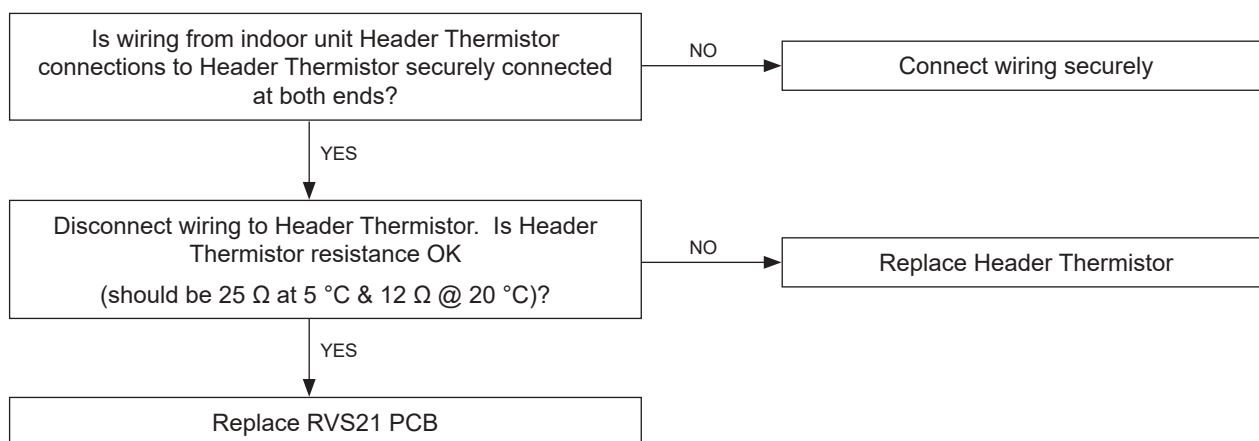 Is wiring from indoor unit Header Thermistor
connections to Header Thermistor securely connected
at both ends?
NO
Connect wiring securely
YES
Disconnect wiring to Header Thermistor.  Is Header
Thermistor resistance OK
(should be 25 Ω at 5 °C & 12 Ω @ 20 °C)?
NO
Replace Header Thermistor
YES
Replace RVS21 PCB